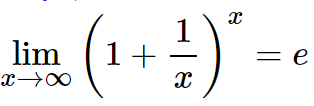 lim_{x→∞} (1 + 1/x)^x = e